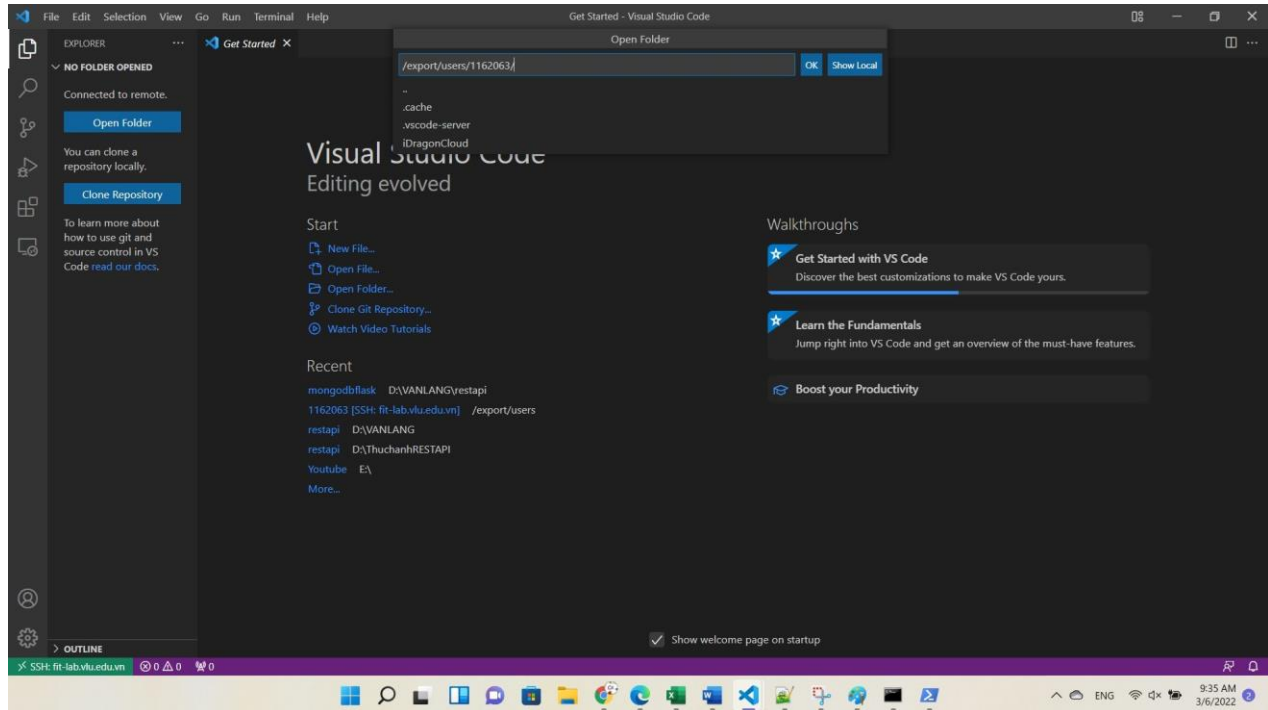 File Edit Selection View Go Run Terminal Help
Get Started - Visual Studio Code
EXPLORER
Get Started
NO FOLDER OPENED
Connected to remote.
Open Folder
You can clone a
repository locally.
Clone Repository
To learn more about
how to use git and
source control in VS
Code read our docs.
OUTLINE
Open Folder
/export/users/1162063/
OK
Show Local
..
.cache
.vscode-server
iDragonCloud
Visual Studio Code
Editing evolved
Start
New File...
Open File...
Open Folder...
Clone Git Repository...
Watch Video Tutorials
Recent
mongodbflask D:\VANLANG\restapi
1162063 [SSH: fit-lab.vlu.edu.vn] /export/users
restapi D:\VANLANG
restapi D:\ThuchanhRESTAPI
Youtube E:\
More...
Walkthroughs
Get Started with VS Code
Discover the best customizations to make VS Code yours.
Learn the Fundamentals
Jump right into VS Code and get an overview of the must-have features.
Boost your Productivity
Show welcome page on startup
SSH: fit-lab.vlu.edu.vn 0 0 0
ENG
9:35 AM
3/6/2022
2